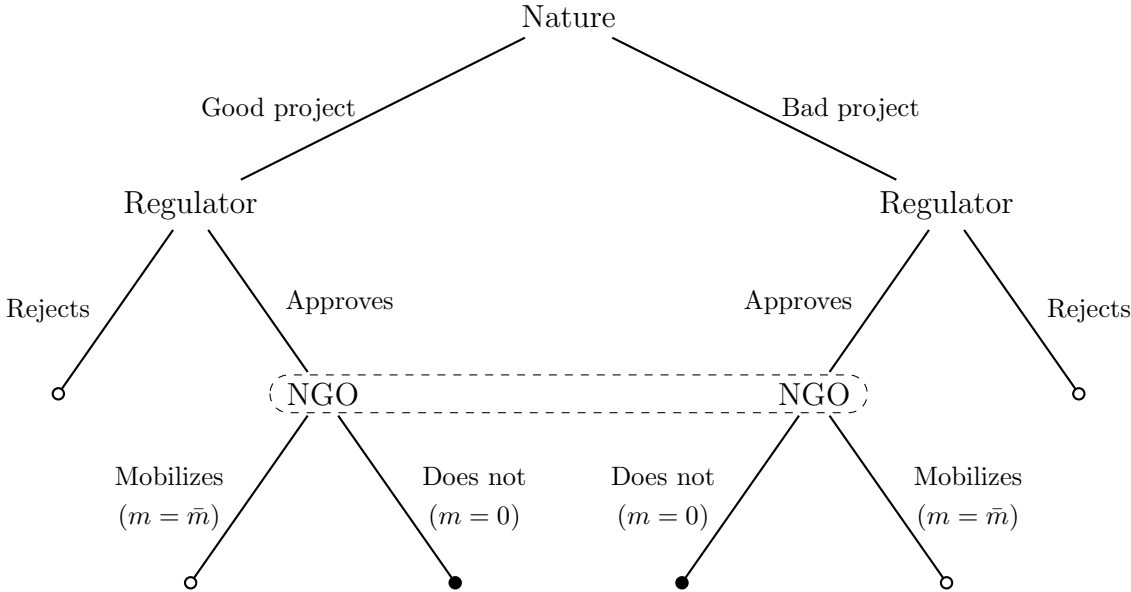 Nature
Good project
Bad project
Regulator
Regulator
Rejects
Approves
Approves
Rejects
NGO
NGO
Mobilizes
(m = m̄)
Does not
(m = 0)
Does not
(m = 0)
Mobilizes
(m = m̄)